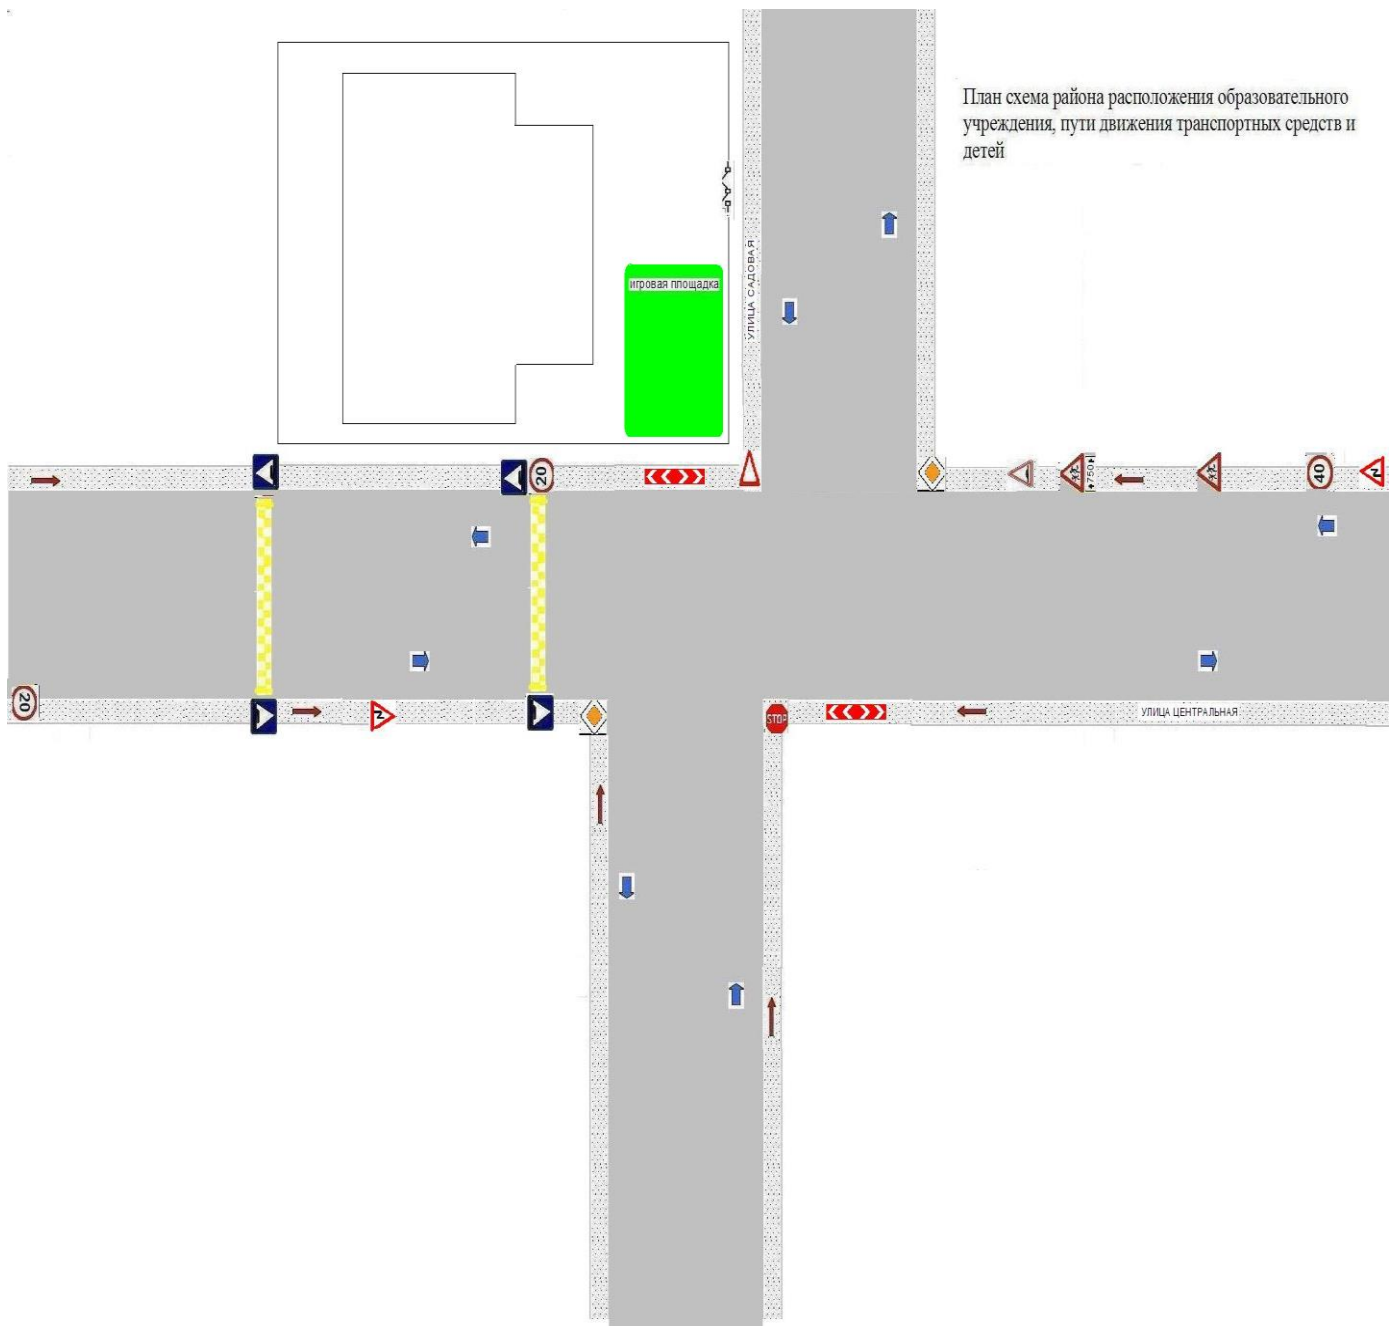 План схема района расположения образовательного
учреждения, пути движения транспортных средств и
детей
УЛИЦА САДОВАЯ
игровая площадка
20
750
40
20
STOP
УЛИЦА ЦЕНТРАЛЬНАЯ